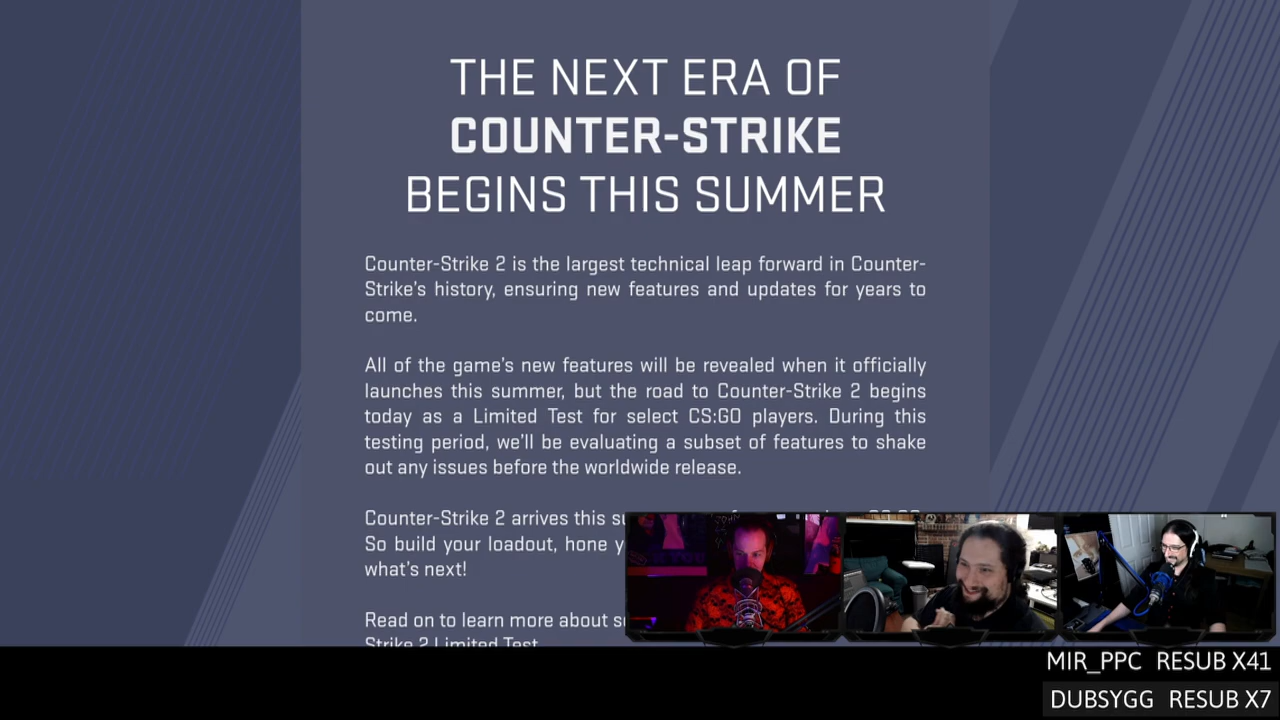 THE NEXT ERA OF
COUNTER-STRIKE
BEGINS THIS SUMMER
Counter-Strike 2 is the largest technical leap forward in Counter-
Strike's history, ensuring new features and updates for years to
come.
All of the game's new features will be revealed when it officially
launches this summer, but the road to Counter-Strike 2 begins
today as a Limited Test for select CS:GO players. During this
testing period, we'll be evaluating a subset of features to shake
out any issues before the worldwide release.
Counter-Strike 2 arrives this
So build your loadout, hone
what's next!
Read on to learn more about
Strike 2 Limited Test
MIR_PPC RESUB X41
DUBSYGG RESUB X7